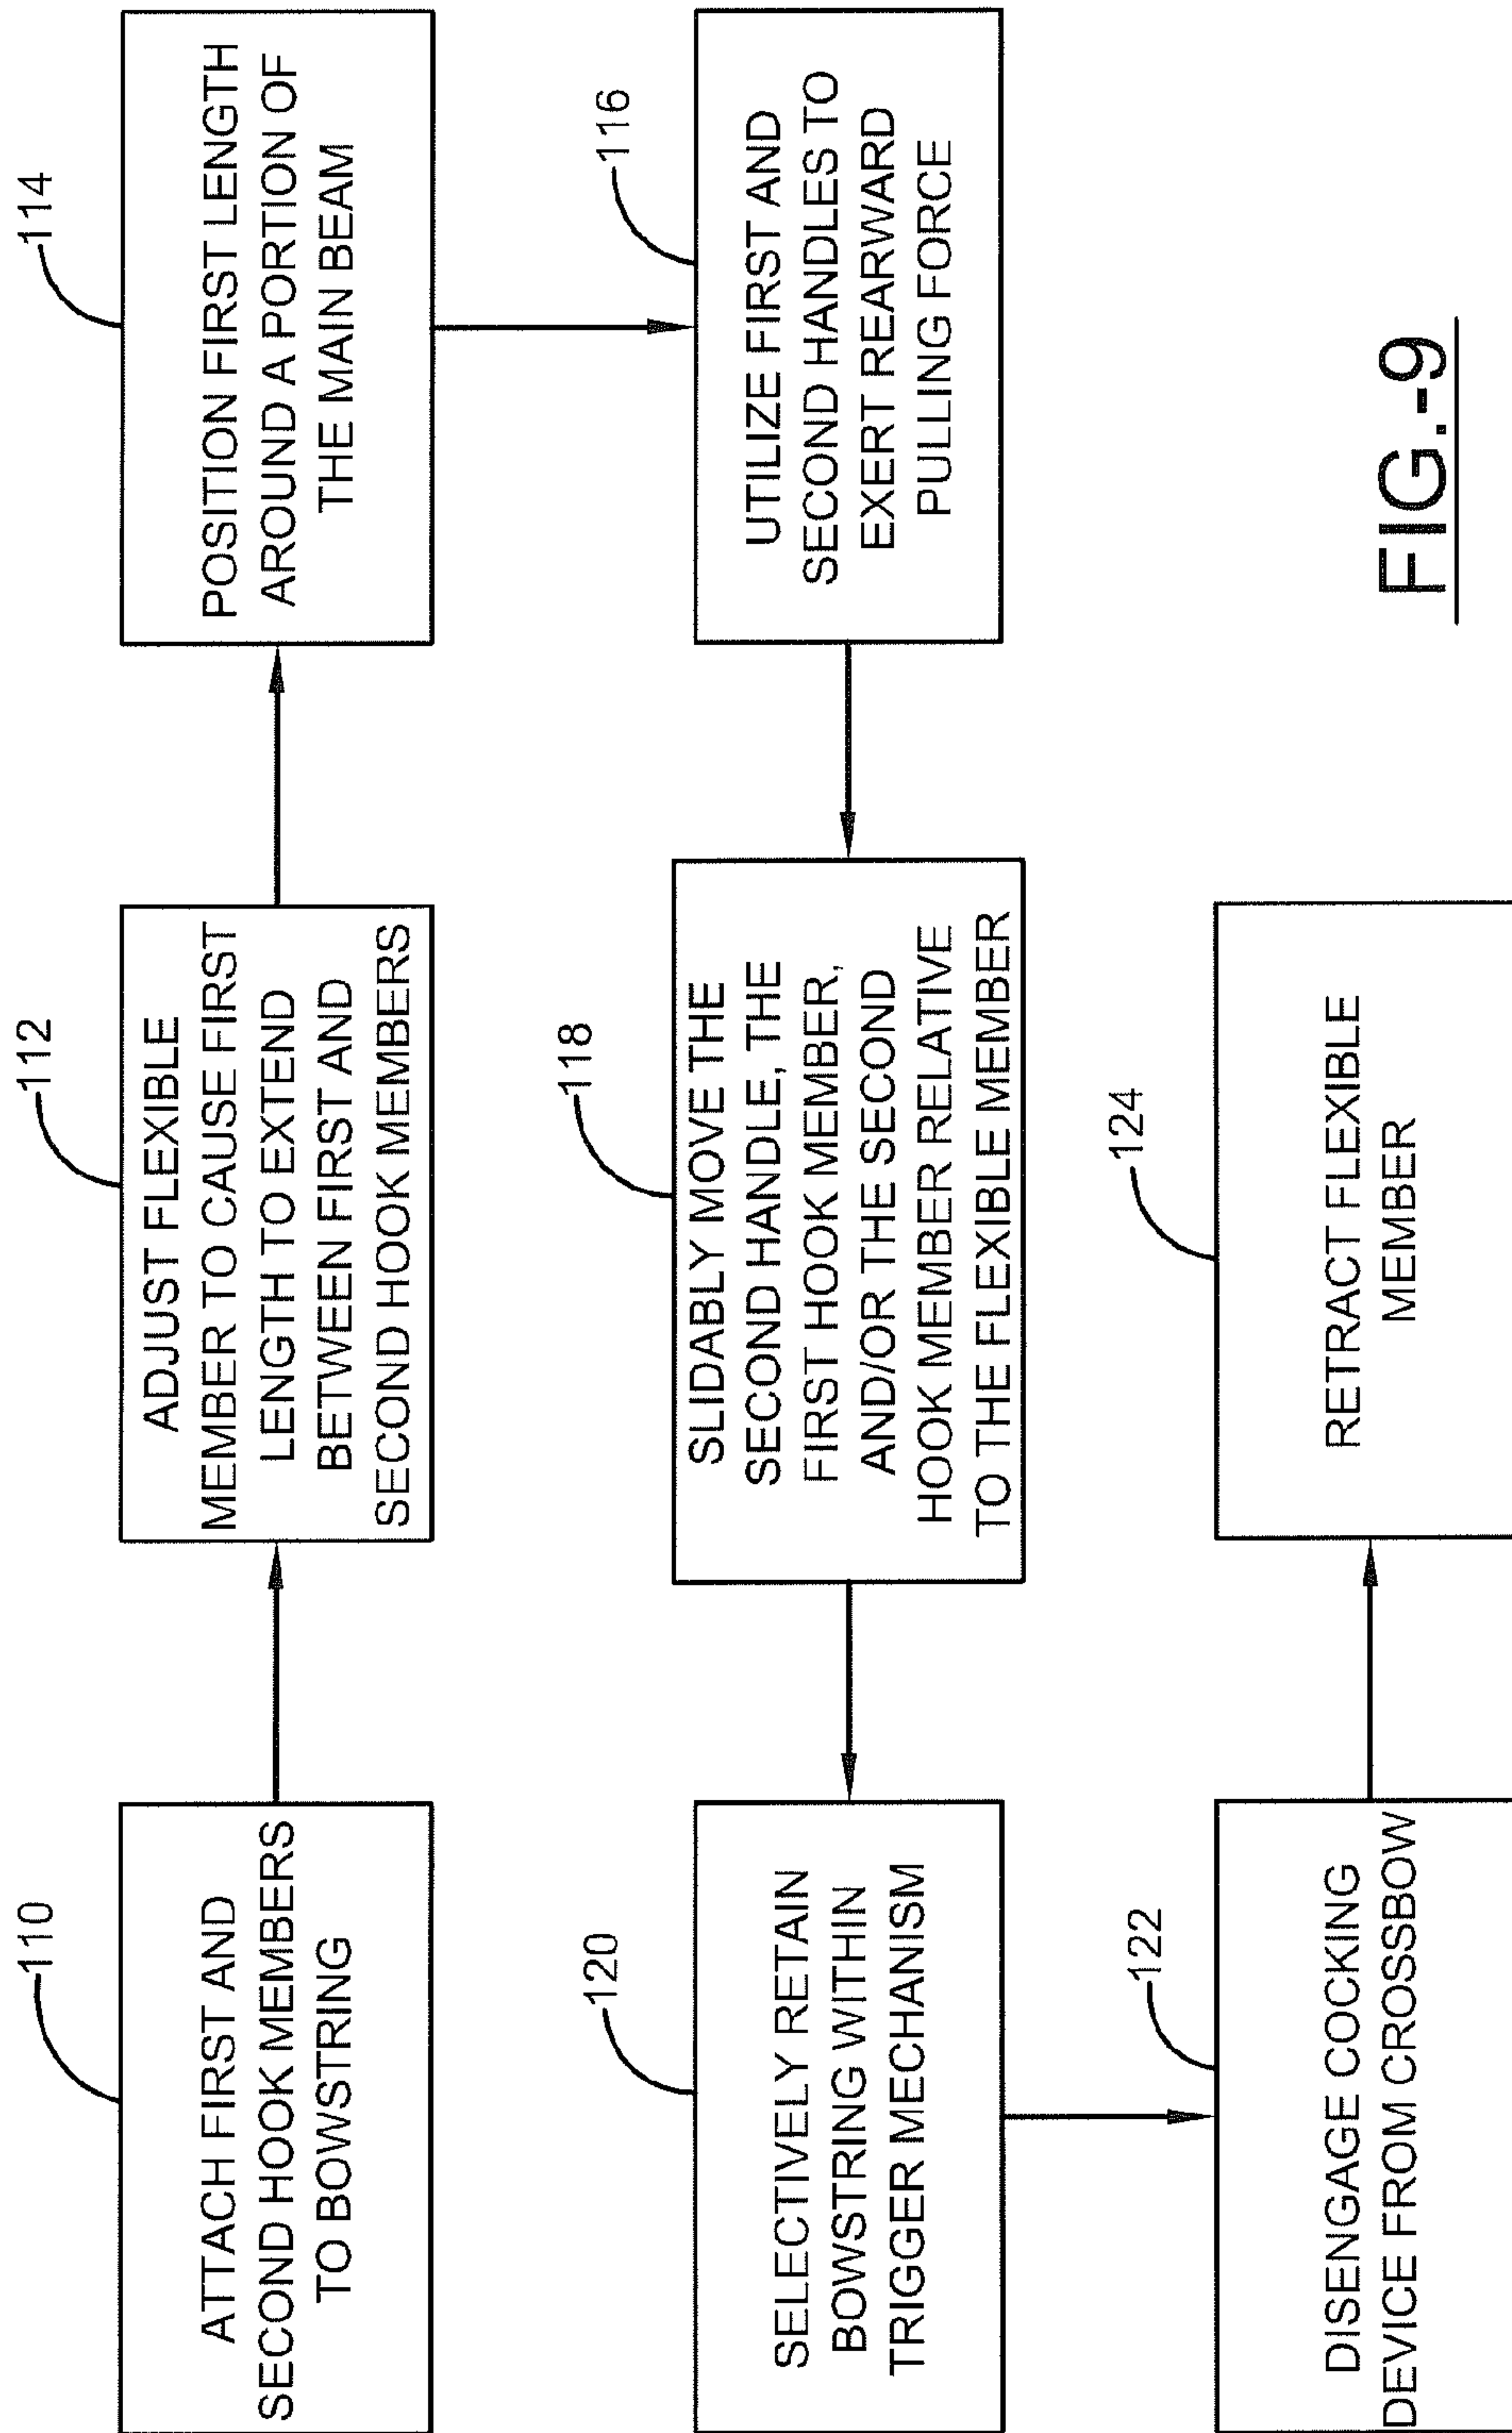 110
ATTACH FIRST AND
SECOND HOOK MEMBERS
TO BOWSTRING
112
ADJUST FLEXIBLE
MEMBER TO CAUSE FIRST
LENGTH TO EXTEND
BETWEEN FIRST AND
SECOND HOOK MEMBERS
114
POSITION FIRST LENGTH
AROUND A PORTION OF
THE MAIN BEAM
116
UTILIZE FIRST AND
SECOND HANDLES TO
EXERT REARWARD
PULLING FORCE
118
SLIDABLY MOVE THE
SECOND HANDLE, THE
FIRST HOOK MEMBER,
AND/OR THE SECOND
HOOK MEMBER RELATIVE
TO THE FLEXIBLE MEMBER
120
SELECTIVELY RETAIN
BOWSTRING WITHIN
TRIGGER MECHANISM
122
DISENGAGE COCKING
DEVICE FROM CROSSBOW
124
RETRACT FLEXIBLE
MEMBER
FIG.-9